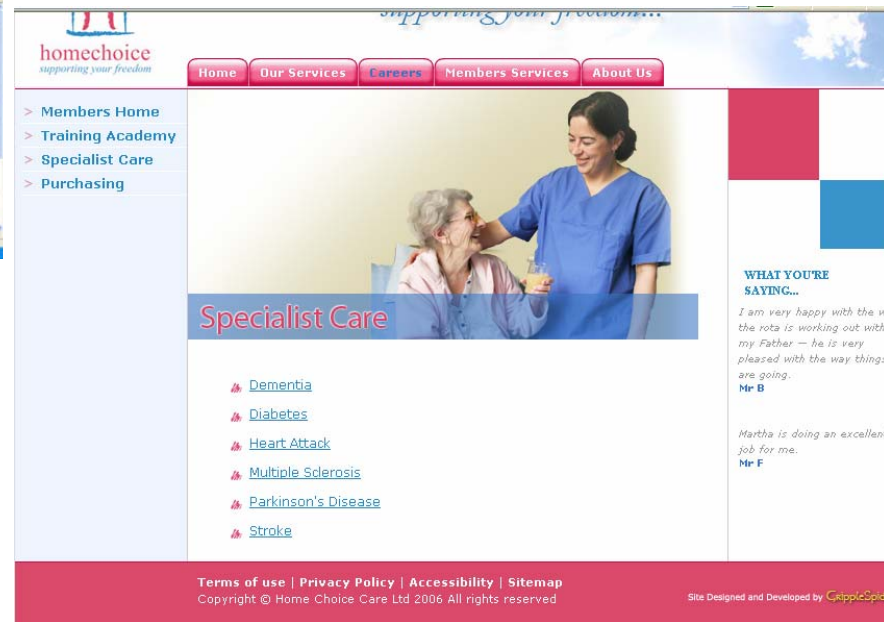 supporting your freedom...
homechoice
supporting your freedom
Home
Our Services
Careers
Members Services
About Us
> Members Home
> Training Academy
> Specialist Care
> Purchasing
Specialist Care
Dementia
Diabetes
Heart Attack
Multiple Sclerosis
Parkinson's Disease
Stroke
WHAT YOU'RE
SAYING...
I am very happy with the
the rota is working out with
my Father — he is very
pleased with the way things
are going.
Mr B
Martha is doing an excellent
job for me.
Mr F
Terms of use | Privacy Policy | Accessibility | Sitemap
Copyright © Home Choice Care Ltd 2006 All rights reserved
Site Designed and Developed by